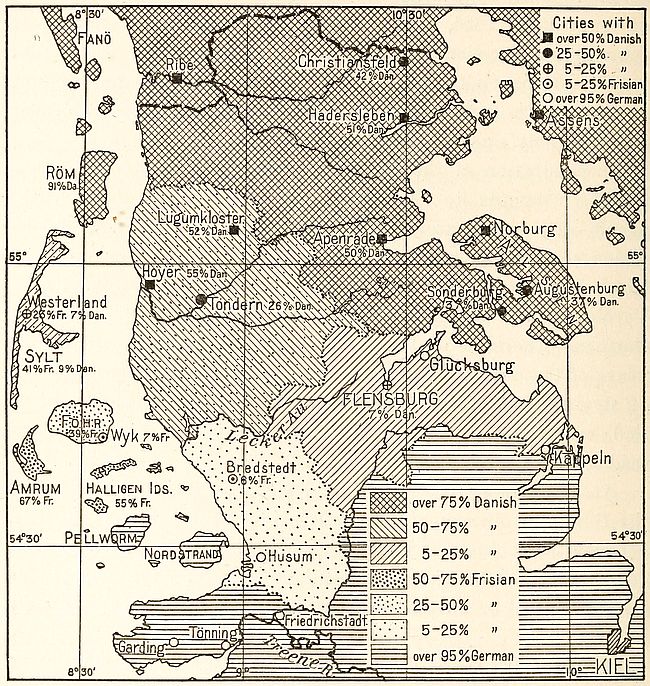 8°30'
10°30'
Cities with
over 50% Danish
25-50% "
5-25% "
5-25% Frisian
over 95% German
FANÖ
Ribe
Christiansfeld
42% Dan.
Hadersleben
51% Dan.
Assens
RÖM
91% Da.
Lugumkloster
52% Dan.
Apenrade
50% Dan.
Norburg
55°
55°
Hoyer 55% Dan.
Westerland
26% Fr. 7% Dan.
Tondern 26% Dan.
Sonderburg
Augustenburg
37% Dan.
SYLT
41% Fr. 9% Dan.
Glücksburg
FLENSBURG
7% Dan.
FÖHR
59% Fr.
Wyk 7% Fr.
Lecker Au
Kappeln
Bredstedt
6% Fr.
AMRUM
67% Fr.
HALLIGEN IDS.
55% Fr.
over 75% Danish
50-75% "
5-25% "
50-75% Frisian
25-50% "
5-25% "
over 95% German
PELLWORM
54°30'
54°30'
NORDSTRAND
Husum
Friedrichstadt
Garding
Tönning
Treene R.
8°30'
9°
10°
KIEL